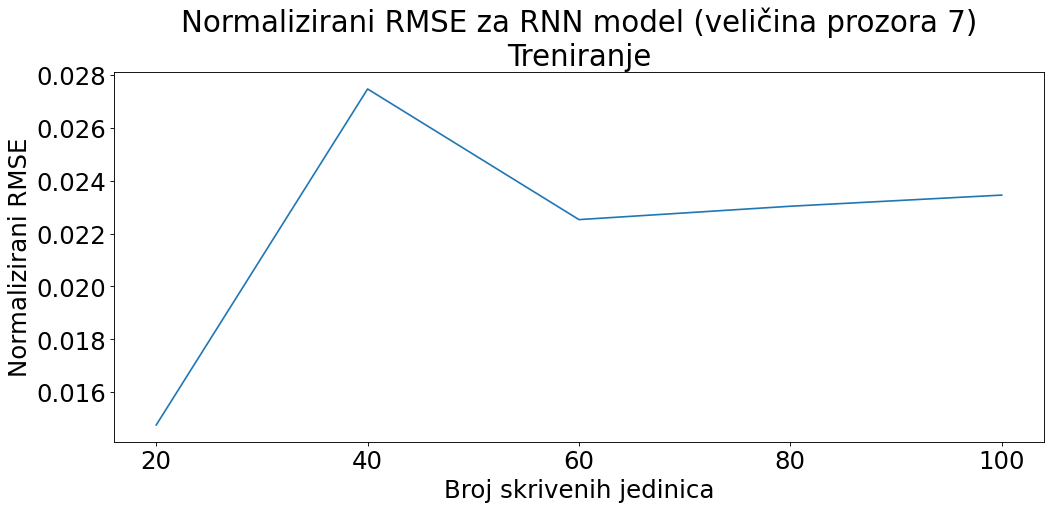 Normalizirani RMSE za RNN model (veličina prozora 7)
Treniranje
Normalizirani RMSE
0.028
0.026
0.024
0.022
0.020
0.018
0.016
20 40 60 80 100
Broj skrivenih jedinica